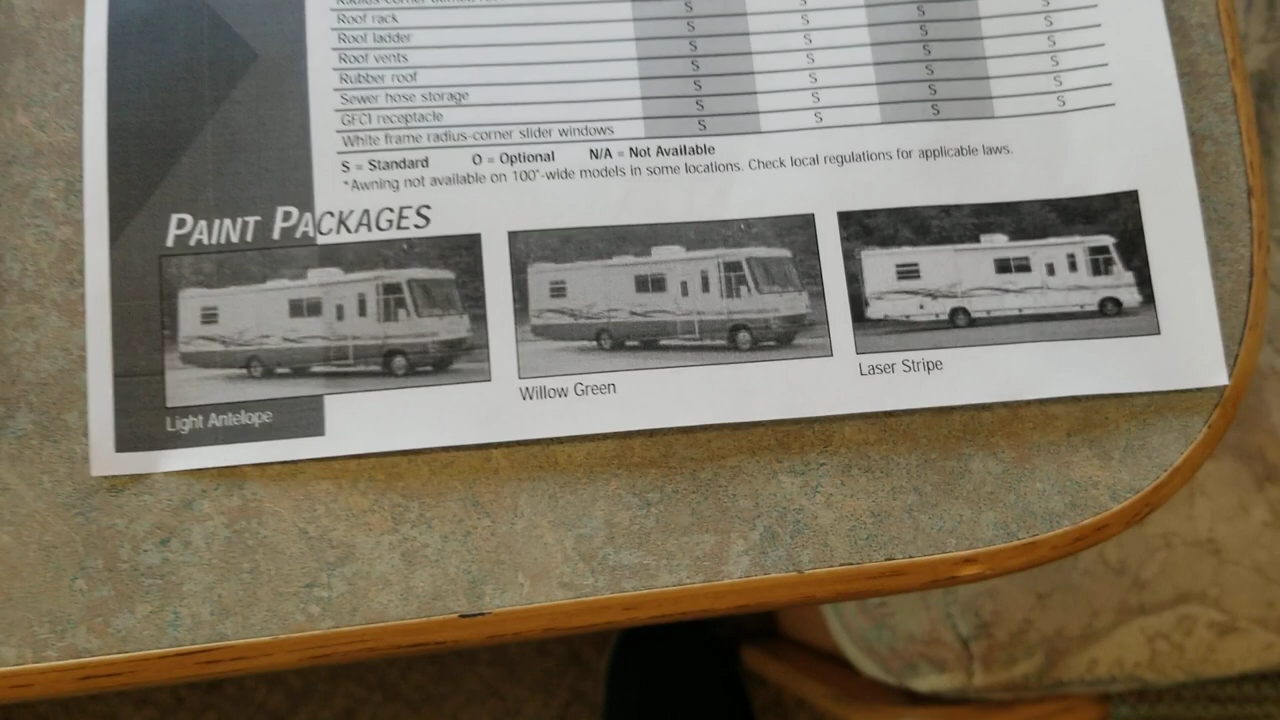 Roof rack S S S S
Roof ladder S S S S
Roof vents S S S S
Rubber roof S S S S
Sewer hose storage S S S S
GFCI receptacle S S S S
White frame radius-corner slider windows S S S S
S = Standard O = Optional N/A = Not Available
*Awning not available on 100"-wide models in some locations. Check local regulations for applicable laws.
PAINT PACKAGES
Light Antelope
Willow Green
Laser Stripe